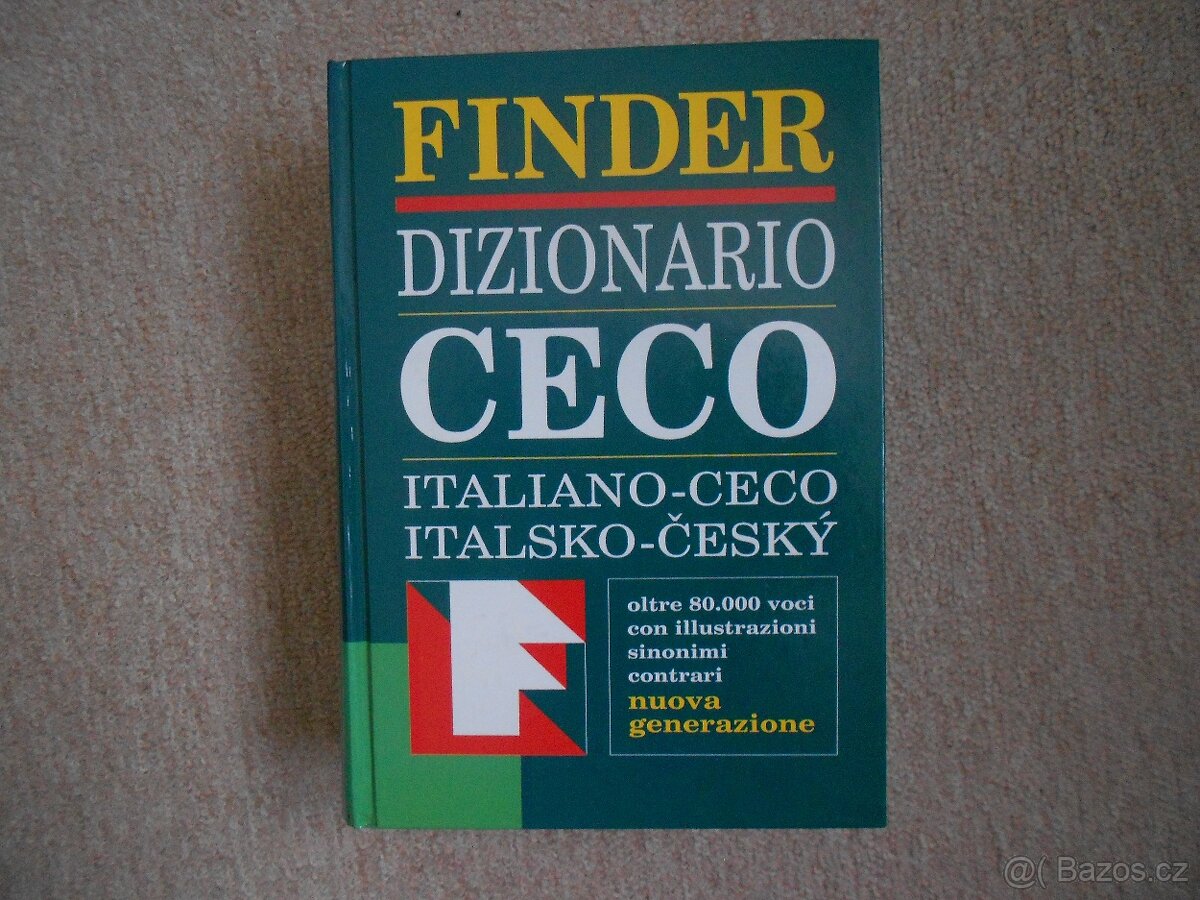 FINDER
DIZIONARIO
CECO
ITALIANO-CECO
ITALSKO-ČESKÝ
oltre 80.000 voci
con illustrazioni
sinonimi
contrari
nuova
generazione
@( Bazos.cz